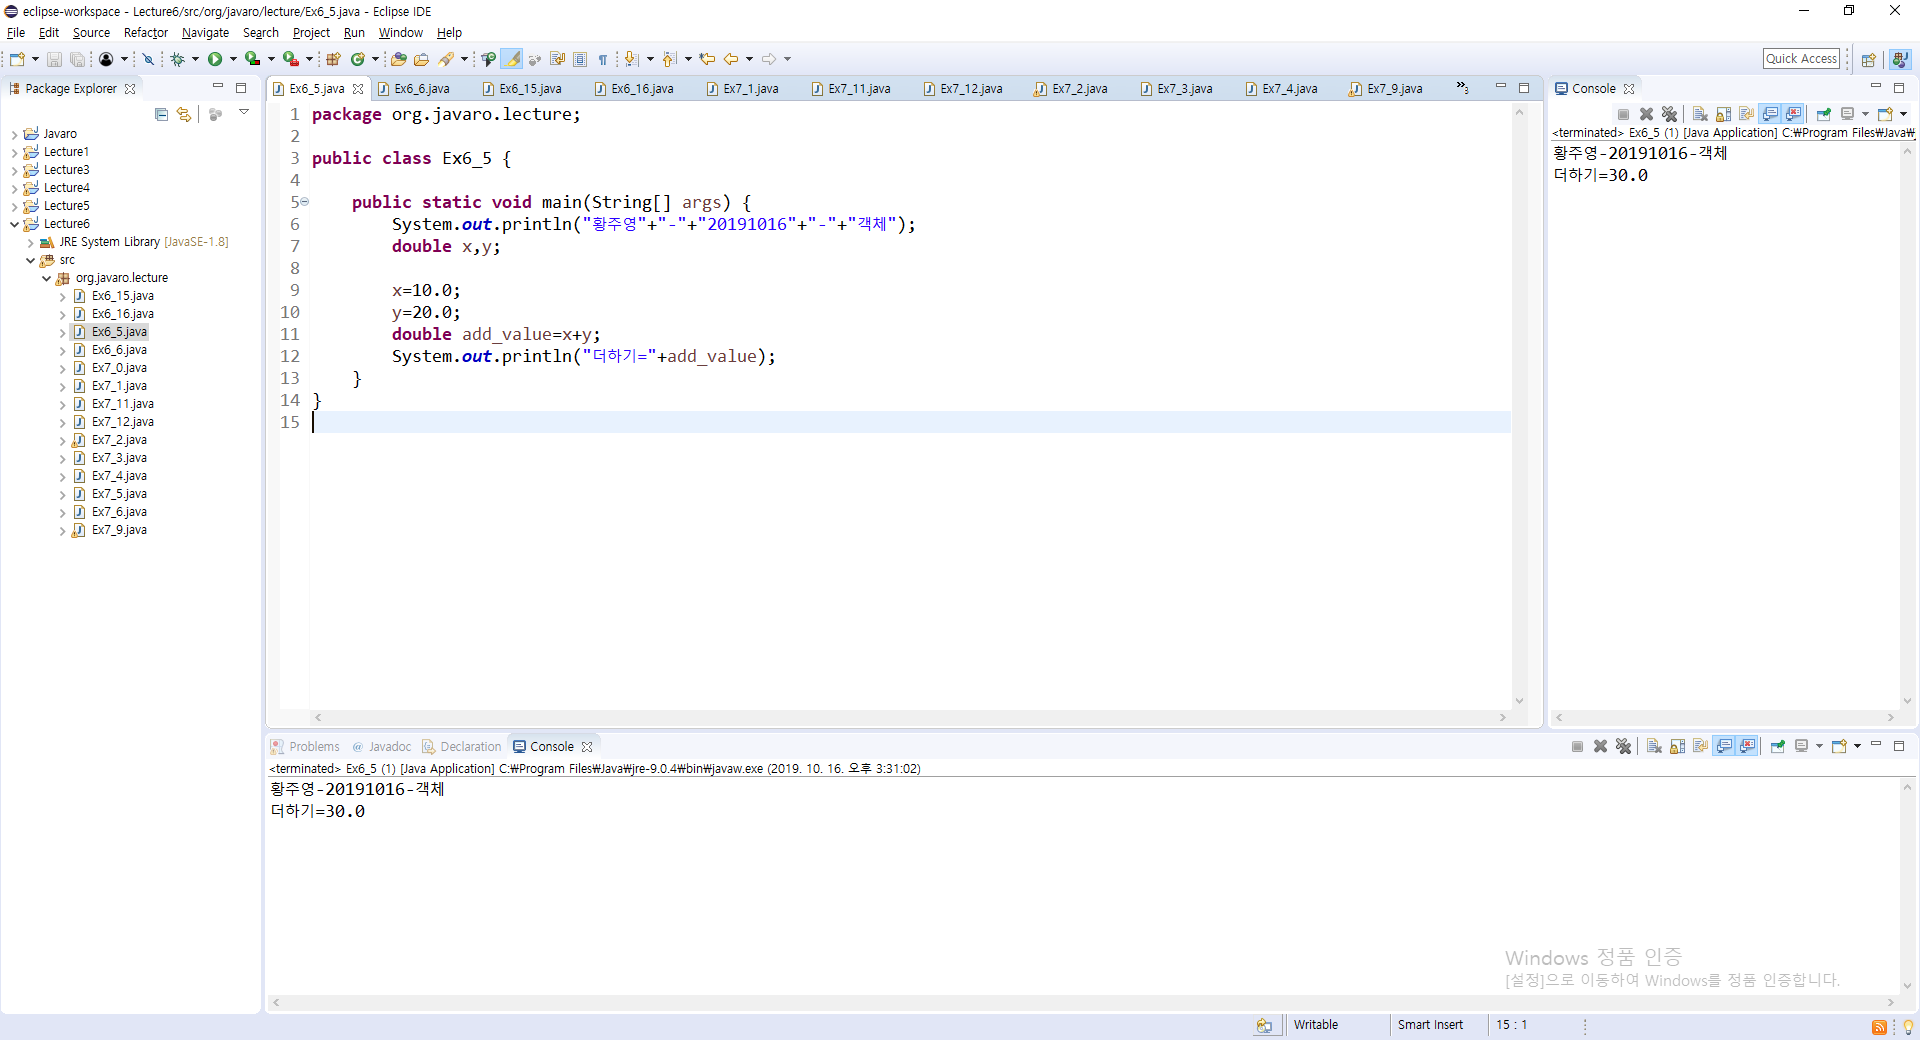 eclipse-workspace - Lecture6/src/org/javaro/lecture/Ex6_5.java - Eclipse IDE
File Edit Source Refactor Navigate Search Project Run Window Help
Quick Access
Package Explorer
Javaro
Lecture1
Lecture3
Lecture4
Lecture5
Lecture6
JRE System Library [JavaSE-1.8]
src
org.javaro.lecture
Ex6_15.java
Ex6_16.java
Ex6_5.java
Ex6_6.java
Ex7_0.java
Ex7_1.java
Ex7_11.java
Ex7_12.java
Ex7_2.java
Ex7_3.java
Ex7_4.java
Ex7_5.java
Ex7_6.java
Ex7_9.java
Ex6_5.java Ex6_6.java Ex6_15.java Ex6_16.java Ex7_1.java Ex7_11.java Ex7_12.java Ex7_2.java Ex7_3.java Ex7_4.java Ex7_9.java »3
1 package org.javaro.lecture;
2
3 public class Ex6_5 {
4
5 public static void main(String[] args) {
6 System.out.println("황주영"+"-"+"20191016"+"-"+"객체");
7 double x,y;
8
9 x=10.0;
10 y=20.0;
11 double add_value=x+y;
12 System.out.println("더하기="+add_value);
13 }
14 }
15
Console
<terminated> Ex6_5 (1) [Java Application] C:₩Program Files₩Java₩
황주영-20191016-객체
더하기=30.0
Problems @ Javadoc Declaration Console
<terminated> Ex6_5 (1) [Java Application] C:₩Program Files₩Java₩jre-9.0.4₩bin₩javaw.exe (2019. 10. 16. 오후 3:31:02)
황주영-20191016-객체
더하기=30.0
Windows 정품 인증
[설정]으로 이동하여 Windows를 정품 인증합니다.
Writable Smart Insert 15 : 1